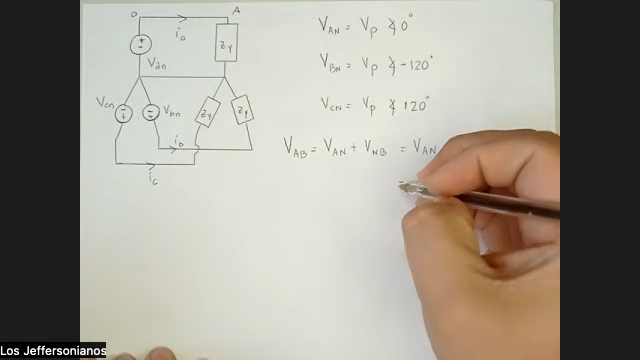 a
A
i_a
Z_Y
V_an
V_cn
V_bn
Z_Y
Z_Y
i_b
i_c
V_AN = V_P ∠0°
V_BN = V_P ∠-120°
V_CN = V_P ∠120°
V_AB = V_AN + V_NB = V_AN
Los Jeffersonianos